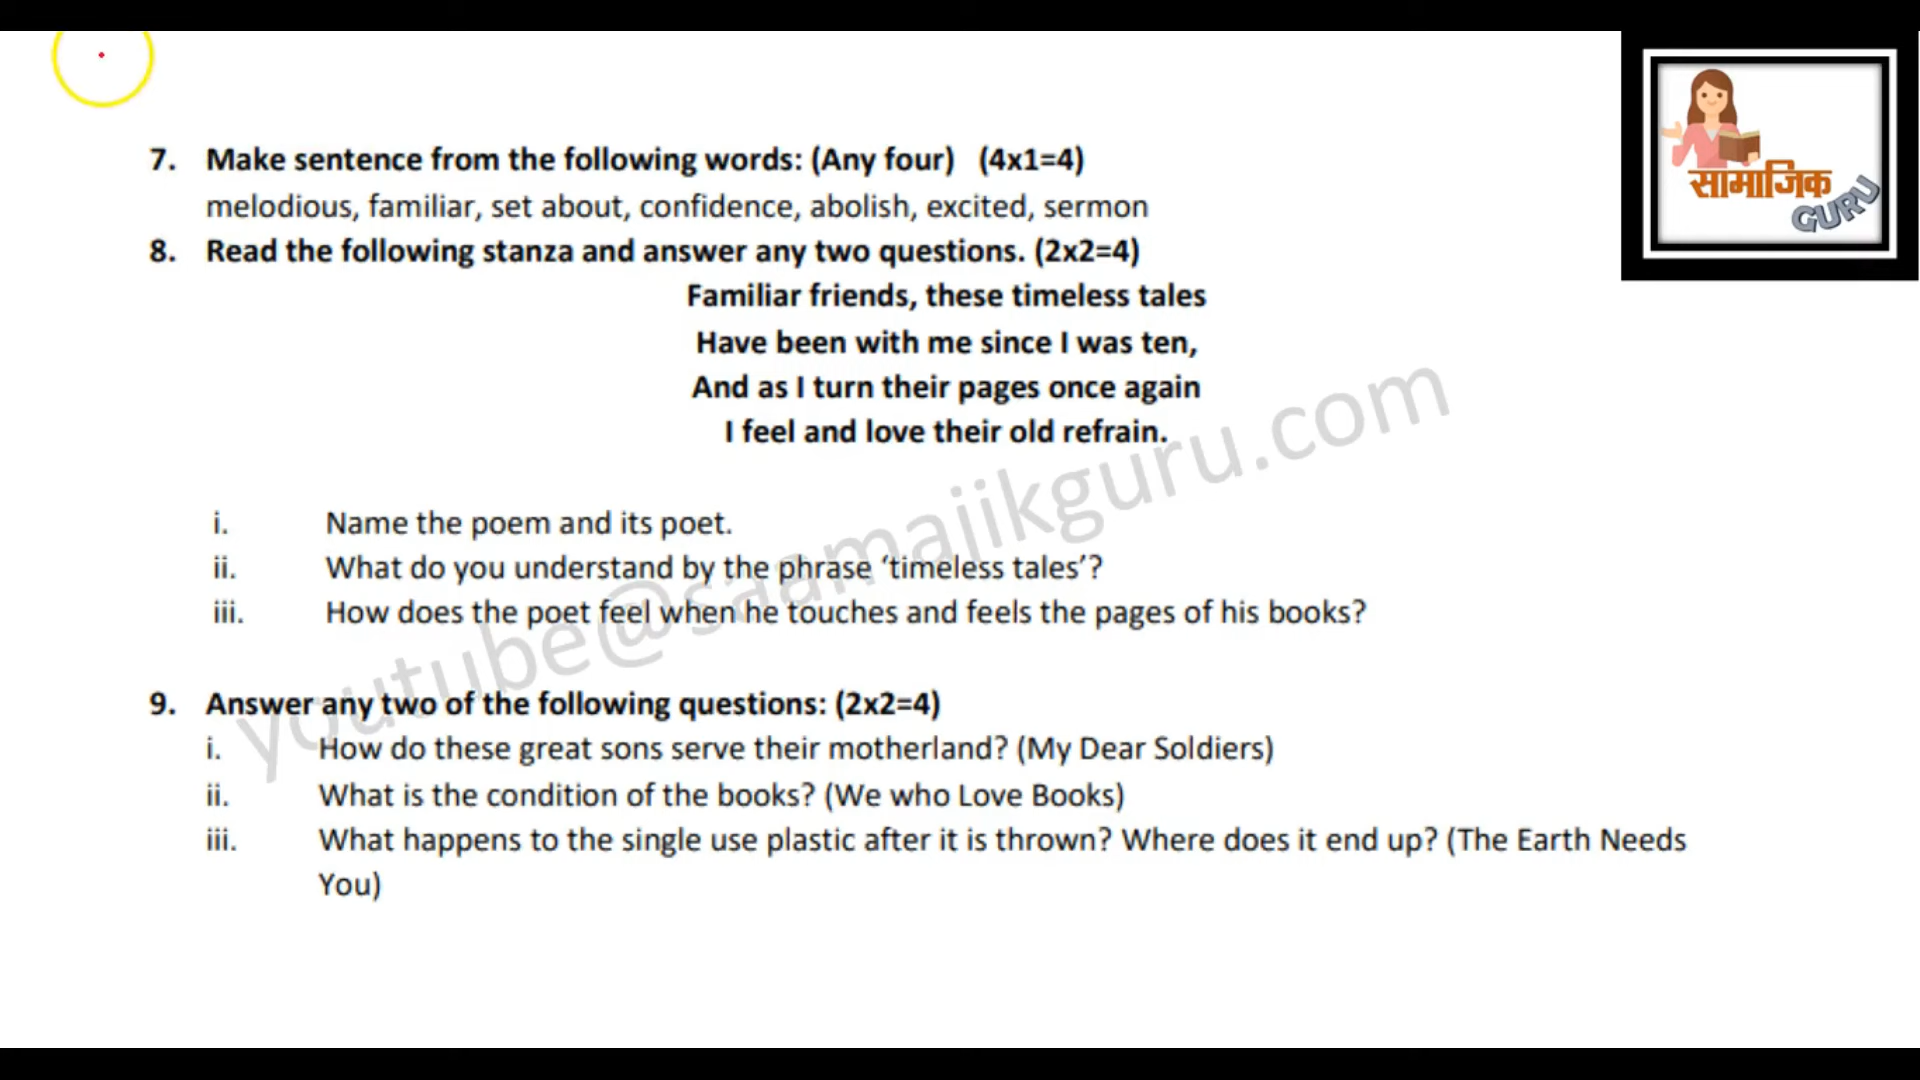 सामाजिक
GURU
7. Make sentence from the following words: (Any four) (4x1=4)
melodious, familiar, set about, confidence, abolish, excited, sermon
8. Read the following stanza and answer any two questions. (2x2=4)
Familiar friends, these timeless tales
Have been with me since I was ten,
And as I turn their pages once again
I feel and love their old refrain.
i. Name the poem and its poet.
ii. What do you understand by the phrase ‘timeless tales’?
iii. How does the poet feel when he touches and feels the pages of his books?
9. Answer any two of the following questions: (2x2=4)
i. How do these great sons serve their motherland? (My Dear Soldiers)
ii. What is the condition of the books? (We who Love Books)
iii. What happens to the single use plastic after it is thrown? Where does it end up? (The Earth Needs
You)
youtube@saamajikguru.com